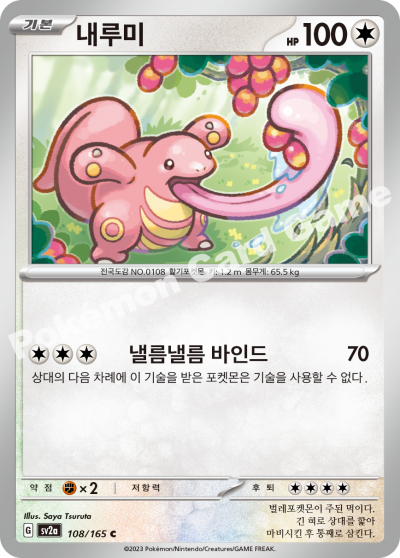 기본 내루미 HP 100
전국도감 NO.0108 핥기포켓몬 키: 1.2 m 몸무게: 65.5 kg
Pokémon Card Game
낼름낼름 바인드 70
상대의 다음 차례에 이 기술을 받은 포켓몬은 기술을 사용할 수 없다.
약점 ×2 저항력 후퇴
Illus. Saya Tsuruta
G sv2a 108/165 C
벌레포켓몬이 주된 먹이다.
긴 혀로 상대를 핥아
마비시킨 후 통째로 삼킨다.
©2023 Pokémon/Nintendo/Creatures/GAME FREAK.